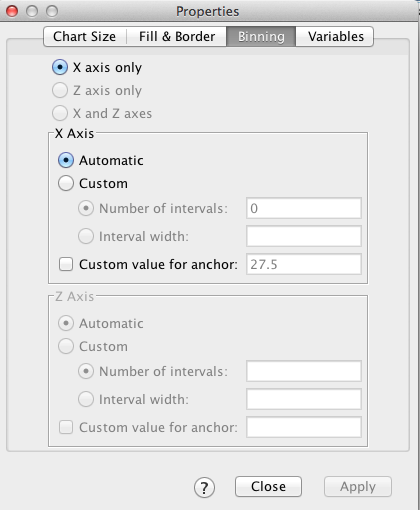 Properties
Chart Size Fill & Border Binning Variables
X axis only
Z axis only
X and Z axes
X Axis
Automatic
Custom
Number of intervals: 0
Interval width:
Custom value for anchor: 27.5
Z Axis
Automatic
Custom
Number of intervals:
Interval width:
Custom value for anchor:
? Close Apply